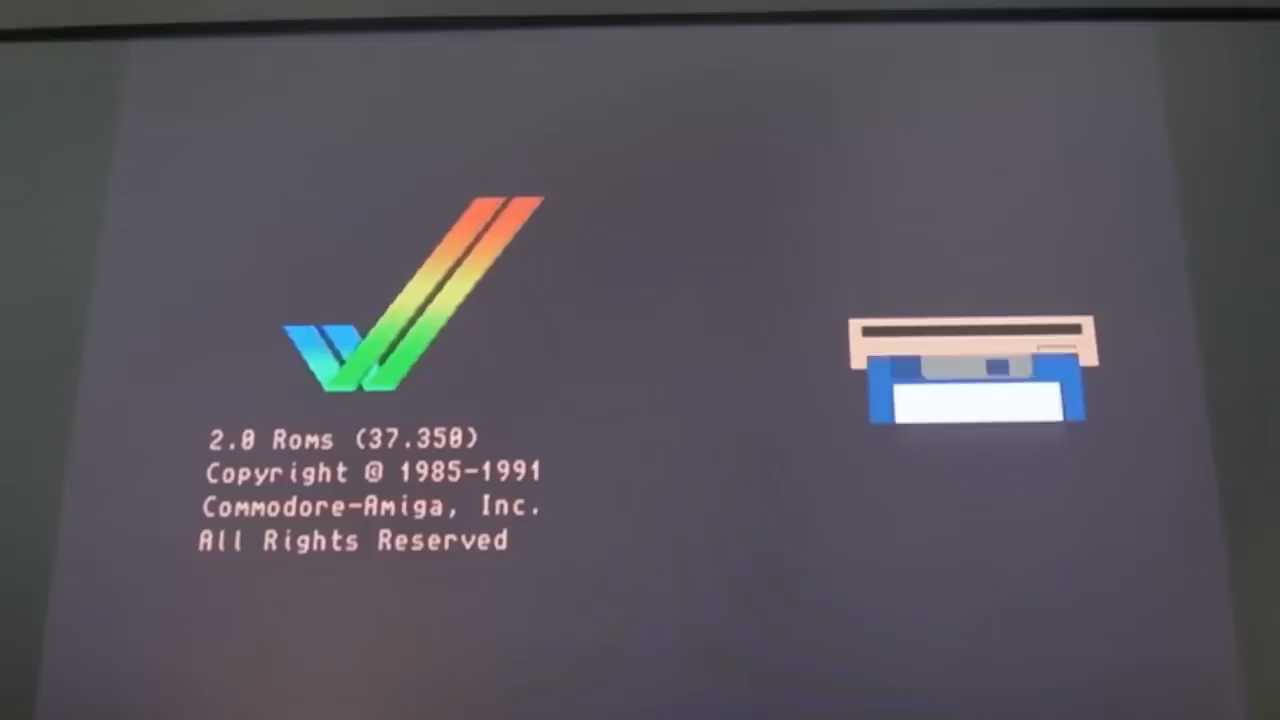 2.0 Roms (37.350)
Copyright © 1985-1991
Commodore-Amiga, Inc.
All Rights Reserved